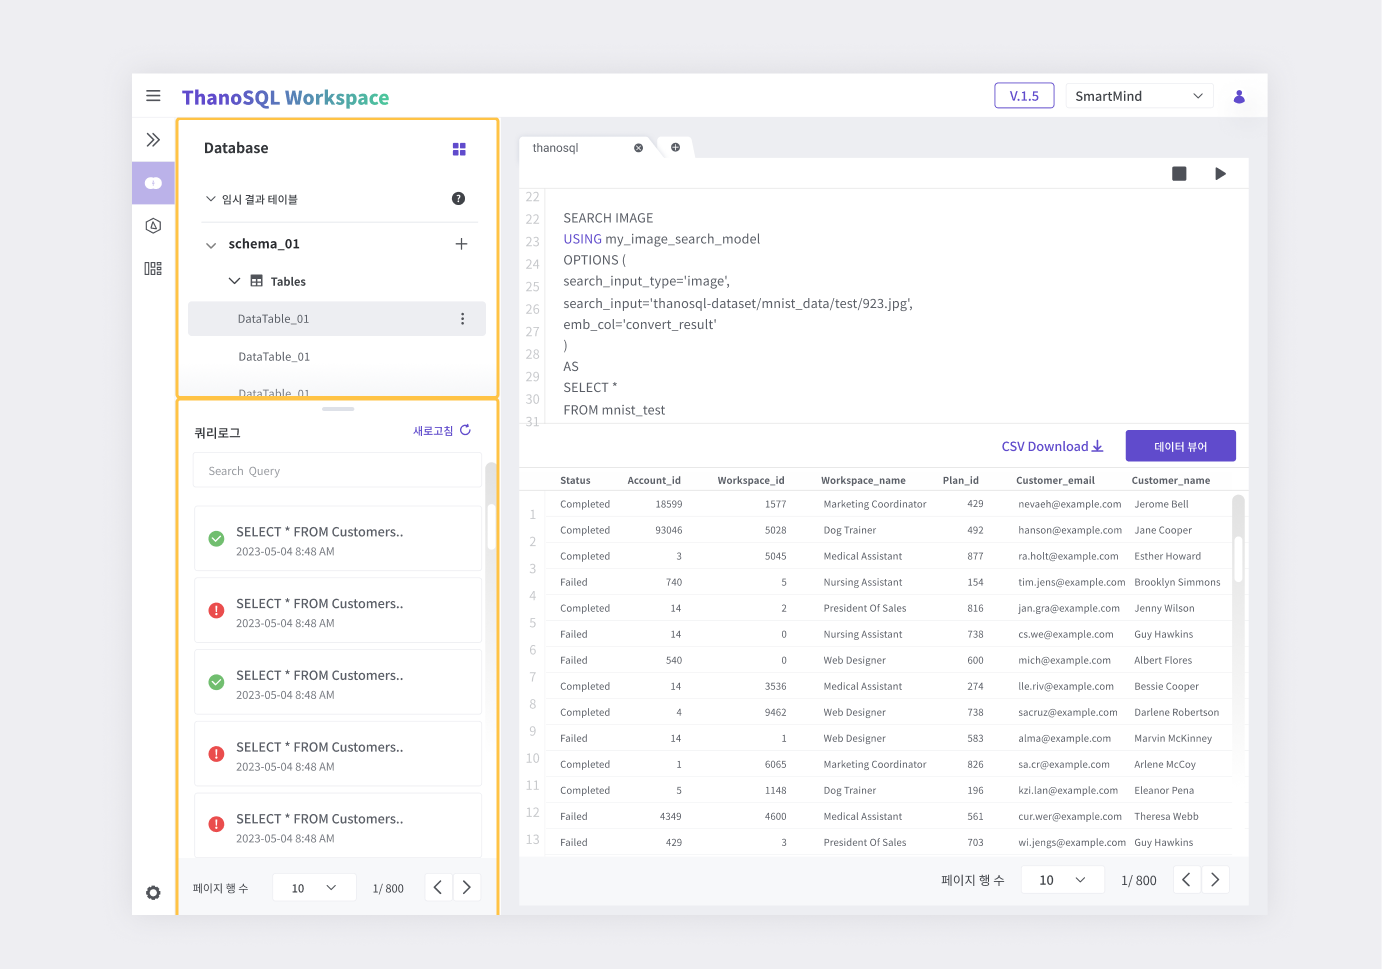 ThanoSQL Workspace
V.1.5
SmartMind
Database
임시 결과 테이블
schema_01
Tables
DataTable_01
DataTable_01
DataTable_01
쿼리로그
새로고침
Search Query
SELECT * FROM Customers..
2023-05-04 8:48 AM
SELECT * FROM Customers..
2023-05-04 8:48 AM
SELECT * FROM Customers..
2023-05-04 8:48 AM
SELECT * FROM Customers..
2023-05-04 8:48 AM
SELECT * FROM Customers..
2023-05-04 8:48 AM
페이지 행 수 10 1/ 800
thanosql
22
22 SEARCH IMAGE
23 USING my_image_search_model
24 OPTIONS (
25 search_input_type='image',
26 search_input='thanosql-dataset/mnist_data/test/923.jpg',
27 emb_col='convert_result'
28 )
29 AS
30 SELECT *
31 FROM mnist_test
CSV Download
데이터 뷰어
Status Account_id Workspace_id Workspace_name Plan_id Customer_email Customer_name
1 Completed 18599 1577 Marketing Coordinator 429 nevaeh@example.com Jerome Bell
2 Completed 93046 5028 Dog Trainer 492 hanson@example.com Jane Cooper
3 Completed 3 5045 Medical Assistant 877 ra.holt@example.com Esther Howard
4 Failed 740 5 Nursing Assistant 154 tim.jens@example.com Brooklyn Simmons
5 Completed 14 2 President Of Sales 816 jan.gra@example.com Jenny Wilson
6 Failed 14 0 Nursing Assistant 738 cs.we@example.com Guy Hawkins
7 Failed 540 0 Web Designer 600 mich@example.com Albert Flores
8 Completed 14 3536 Medical Assistant 274 lle.riv@example.com Bessie Cooper
9 Completed 4 9462 Web Designer 738 sacruz@example.com Darlene Robertson
10 Failed 14 1 Web Designer 583 alma@example.com Marvin McKinney
11 Completed 1 6065 Marketing Coordinator 826 sa.cr@example.com Arlene McCoy
12 Completed 5 1148 Dog Trainer 196 kzi.lan@example.com Eleanor Pena
13 Failed 4349 4600 Medical Assistant 561 cur.wer@example.com Theresa Webb
Failed 429 3 President Of Sales 703 wi.jengs@example.com Guy Hawkins
페이지 행 수 10 1/ 800